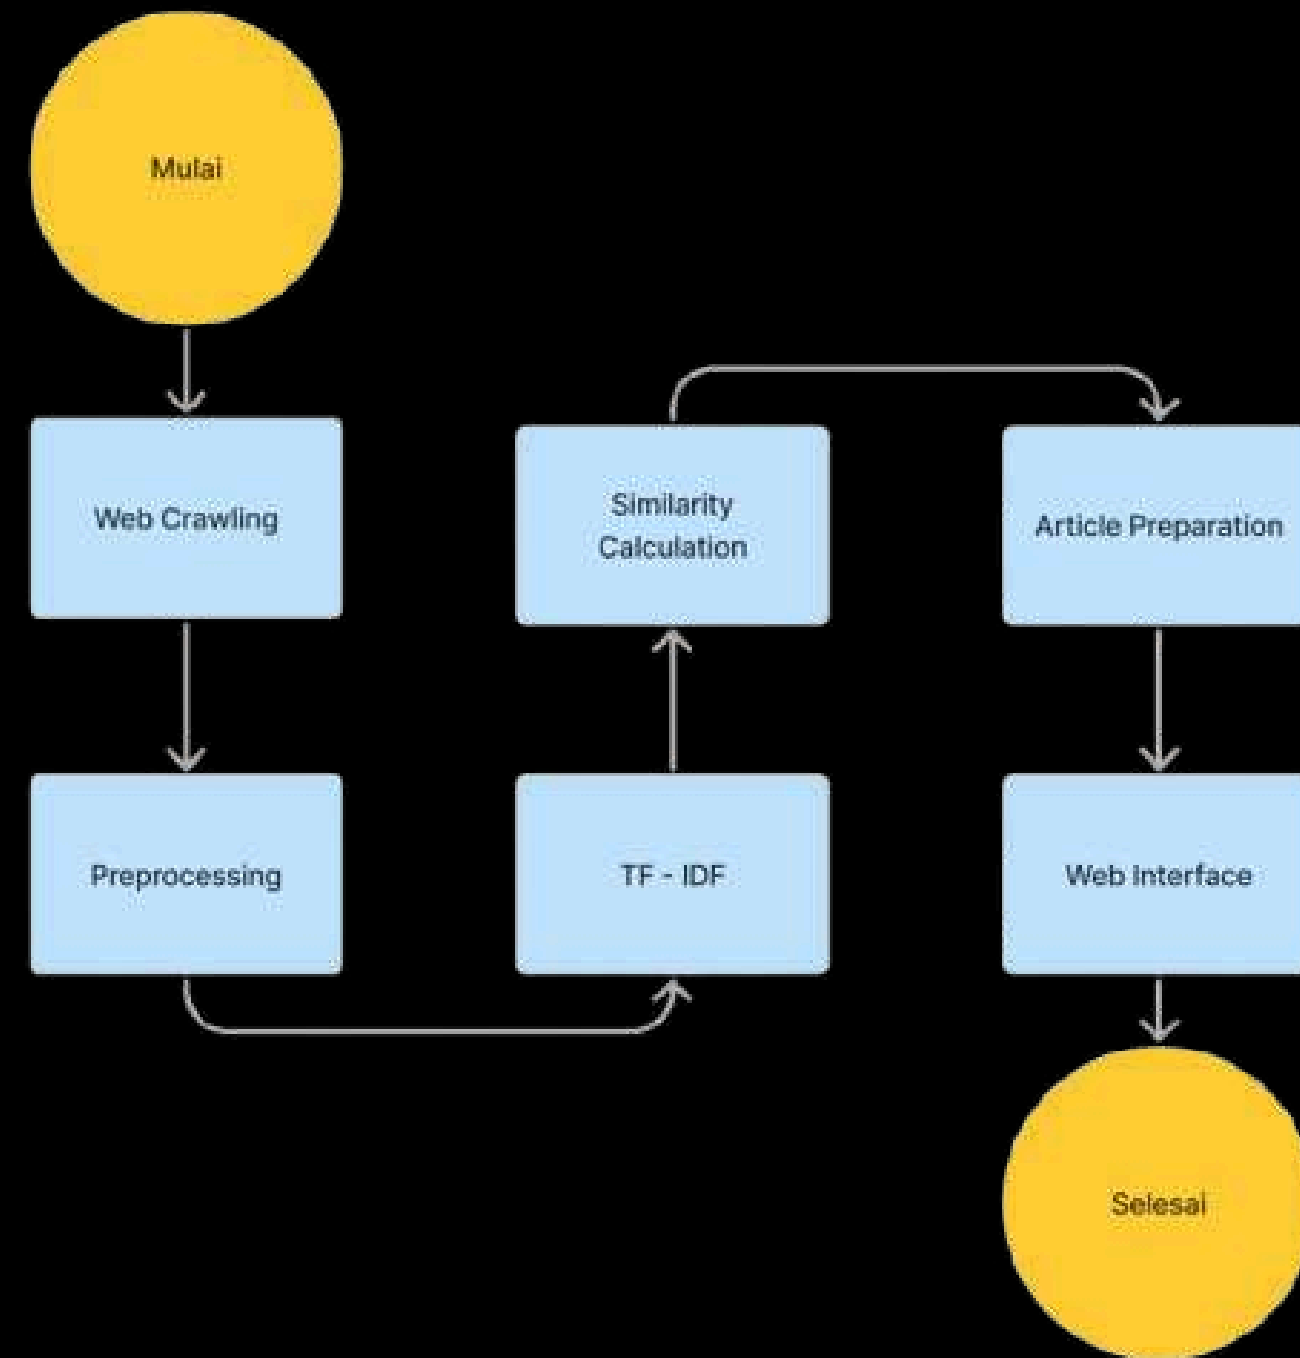 Mulai
Web Crawling
Preprocessing
TF - IDF
Similarity
Calculation
Article Preparation
Web Interface
Selesai